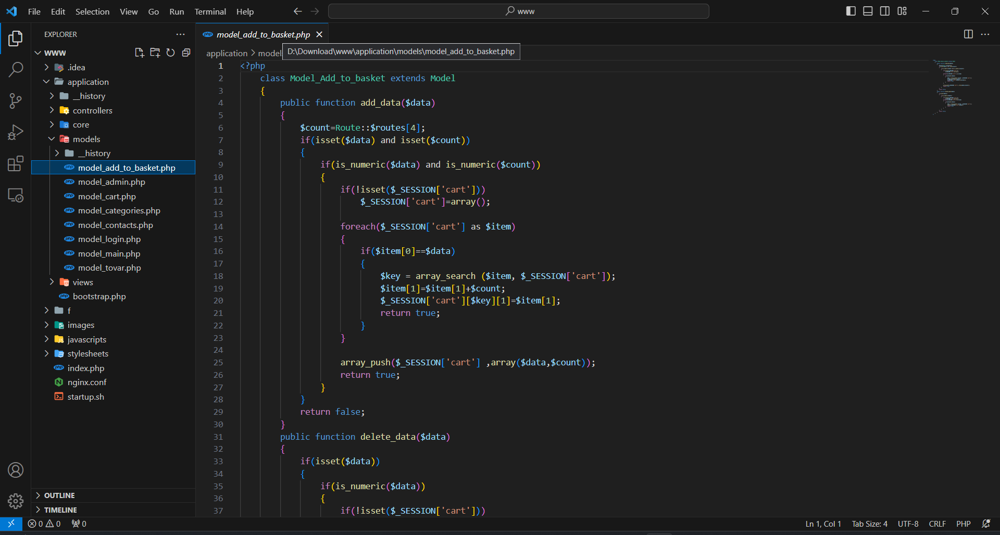 File Edit Selection View Go Run Terminal Help
www
EXPLORER
WWW
.idea
application
__history
controllers
core
models
__history
model_add_to_basket.php
model_admin.php
model_cart.php
model_categories.php
model_contacts.php
model_login.php
model_main.php
model_tovar.php
views
bootstrap.php
f
images
javascripts
stylesheets
index.php
nginx.conf
startup.sh
OUTLINE
TIMELINE
model_add_to_basket.php
application > model
D:\Download\www\application\models\model_add_to_basket.php
1 <?php
2 class Model_Add_to_basket extends Model
3 {
4 public function add_data($data)
5 {
6 $count=Route::$routes[4];
7 if(isset($data) and isset($count))
8 {
9 if(is_numeric($data) and is_numeric($count))
10 {
11 if(!isset($_SESSION['cart']))
12 $_SESSION['cart']=array();
13
14 foreach($_SESSION['cart'] as $item)
15 {
16 if($item[0]==$data)
17 {
18 $key = array_search ($item, $_SESSION['cart']);
19 $item[1]=$item[1]+$count;
20 $_SESSION['cart'][$key][1]=$item[1];
21 return true;
22 }
23 }
24
25 array_push($_SESSION['cart'] ,array($data,$count));
26 return true;
27 }
28 }
29 return false;
30 }
31 public function delete_data($data)
32 {
33 if(isset($data))
34 {
35 if(is_numeric($data))
36 {
37 if(!isset($_SESSION['cart']))
0 0 0
Ln 1, Col 1 Tab Size: 4 UTF-8 CRLF PHP